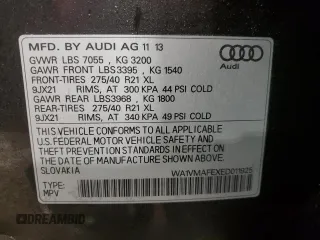 MFD. BY AUDI AG 11 13
GVWR LBS 7055 , KG 3200
GAWR FRONT LBS3395 , KG 1540
FRONT-TIRES 275/40 R21 XL
9JX21 RIMS, AT 300 KPA 44 PSI COLD
GAWR REAR LBS3968 , KG 1800
REAR-TIRES 275/40 R21 XL
9JX21 RIMS, AT 340 KPA 49 PSI COLD
Audi
THIS VEHICLE CONFORMS TO ALL APPLICABLE
U.S. FEDERAL MOTOR VEHICLE SAFETY AND
THEFT PREVENTION STANDARDS IN EFFECT ON
THE DATE OF MANUFACTURE SHOWN ABOVE.
SLOVAKIA
TYPE:
MPV
WA1VMAFEXED011625
DREAMBID